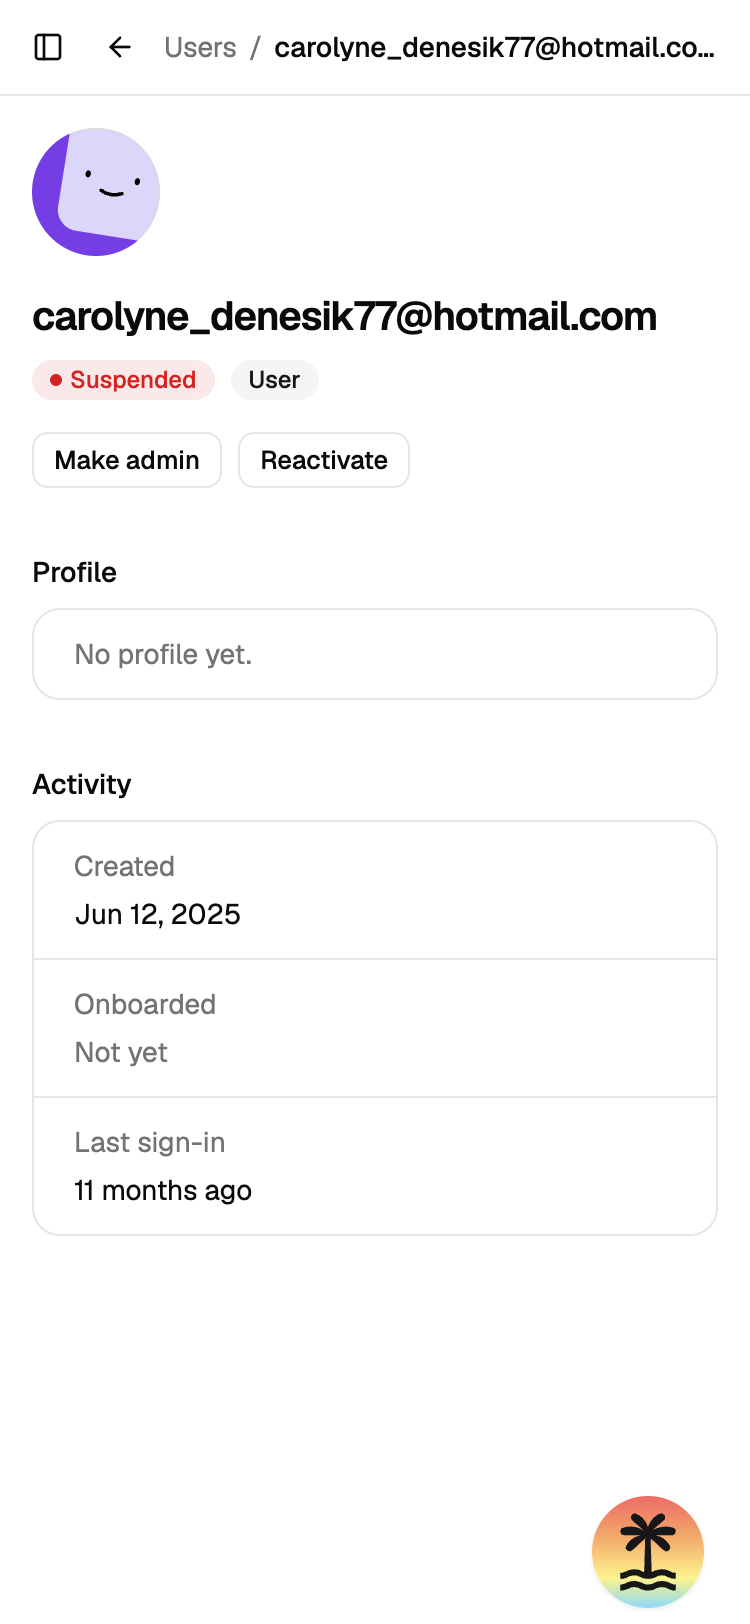 Users / carolyne_denesik77@hotmail.co...
carolyne_denesik77@hotmail.com
Suspended User
Make admin Reactivate
Profile
No profile yet.
Activity
Created
Jun 12, 2025
Onboarded
Not yet
Last sign-in
11 months ago